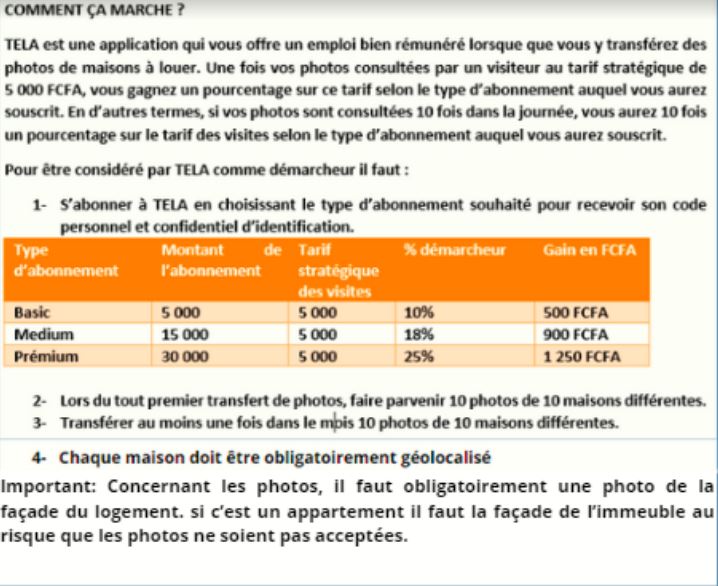 COMMENT ÇA MARCHE ?
TELA est une application qui vous offre un emploi bien rémunéré lorsque que vous y transférez des
photos de maisons à louer. Une fois vos photos consultées par un visiteur au tarif stratégique de
5 000 FCFA, vous gagnez un pourcentage sur ce tarif selon le type d'abonnement auquel vous aurez
souscrit. En d'autres termes, si vos photos sont consultées 10 fois dans la journée, vous aurez 10 fois
un pourcentage sur le tarif des visites selon le type d'abonnement auquel vous aurez souscrit.
Pour être considéré par TELA comme démarcheur il faut :
1- S'abonner à TELA en choisissant le type d'abonnement souhaité pour recevoir son code
personnel et confidentiel d'identification.
Type Montant de Tarif % démarcheur Gain en FCFA
d'abonnement l'abonnement stratégique
des visites
Basic 5 000 5 000 10% 500 FCFA
Medium 15 000 5 000 18% 900 FCFA
Prémium 30 000 5 000 25% 1 250 FCFA
2- Lors du tout premier transfert de photos, faire parvenir 10 photos de 10 maisons différentes.
3- Transférer au moins une fois dans le mois 10 photos de 10 maisons différentes.
4- Chaque maison doit être obligatoirement géolocalisé
Important: Concernant les photos, il faut obligatoirement une photo de la
façade du logement. si c'est un appartement il faut la façade de l'immeuble au
risque que les photos ne soient pas acceptées.